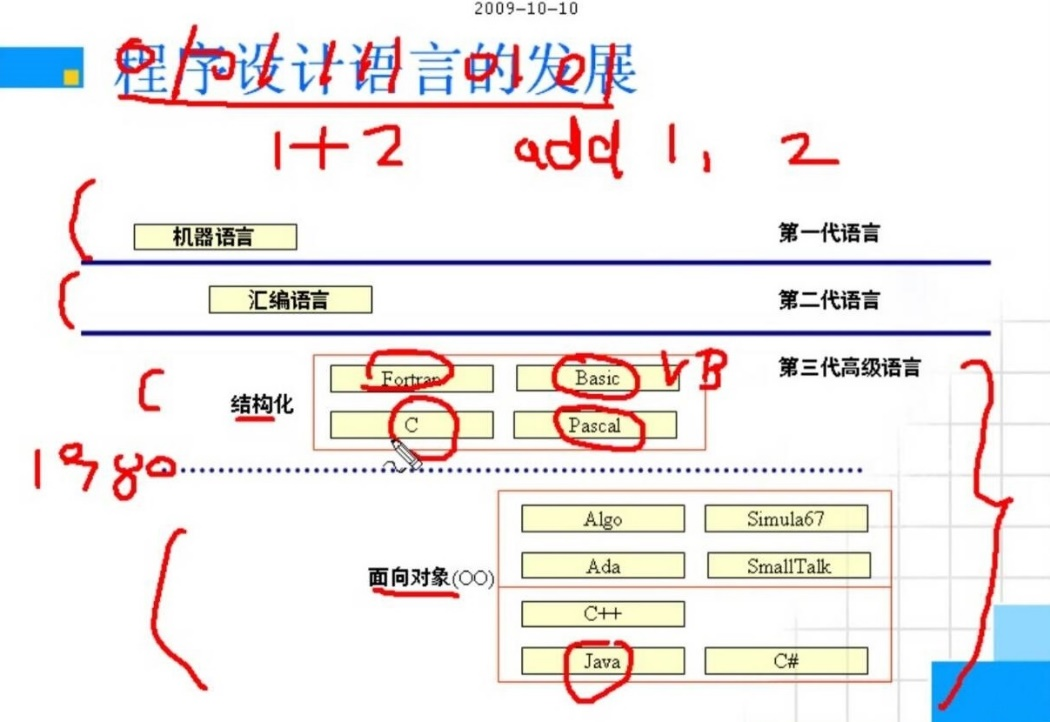 2009-10-10
程序设计语言的发展
1+2 add 1, 2
机器语言 第一代语言
汇编语言 第二代语言
第三代高级语言
Fortran Basic VB
结构化
C Pascal
1980
Algo Simula67
Ada SmallTalk
面向对象(OO)
C++
Java C#